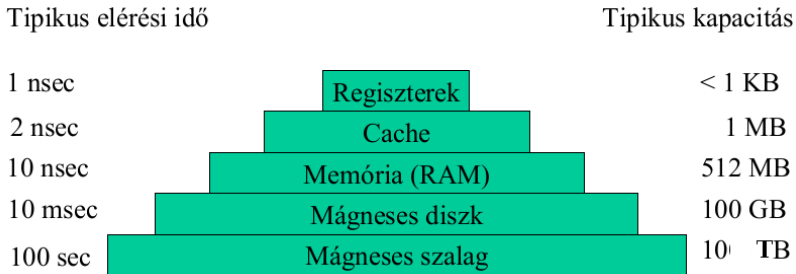 Tipikus elérési idő Tipikus kapacitás
1 nsec Regiszterek < 1 KB
2 nsec Cache 1 MB
10 nsec Memória (RAM) 512 MB
10 msec Mágneses diszk 100 GB
100 sec Mágneses szalag TB